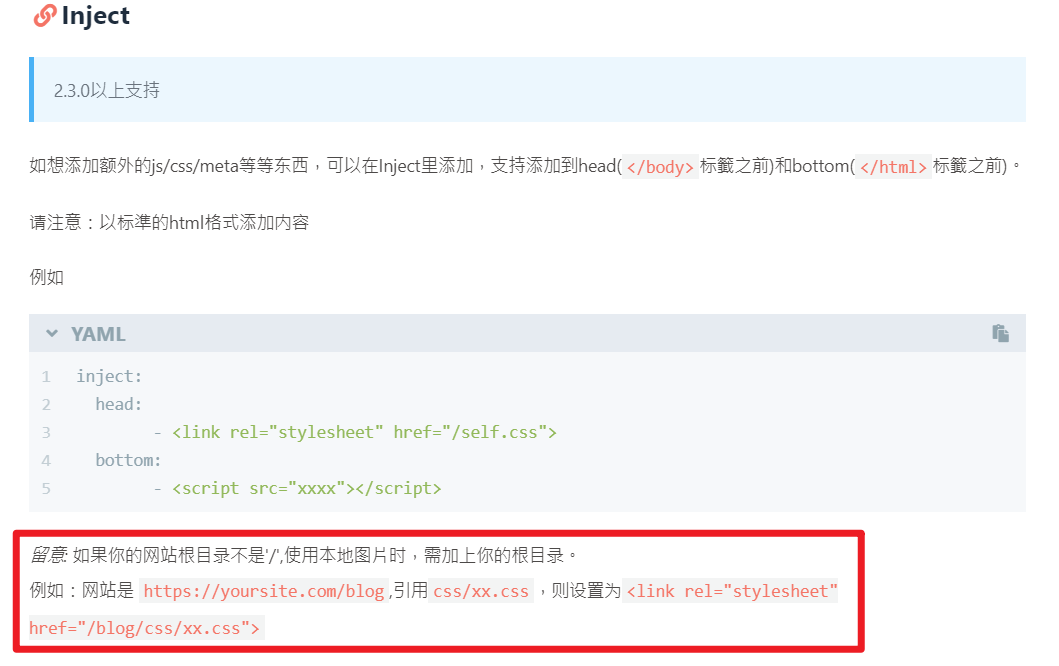 Inject
2.3.0以上支持
如想添加额外的js/css/meta等等东西，可以在Inject里添加，支持添加到head(</body>标籤之前)和bottom(</html>标籤之前)。
请注意：以标準的html格式添加内容
例如
YAML
1 inject:
2   head:
3         - <link rel="stylesheet" href="/self.css">
4   bottom:
5         - <script src="xxxx"></script>
留意: 如果你的网站根目录不是'/',使用本地图片时，需加上你的根目录。
例如：网站是 https://yoursite.com/blog,引用css/xx.css，则设置为<link rel="stylesheet"
href="/blog/css/xx.css">